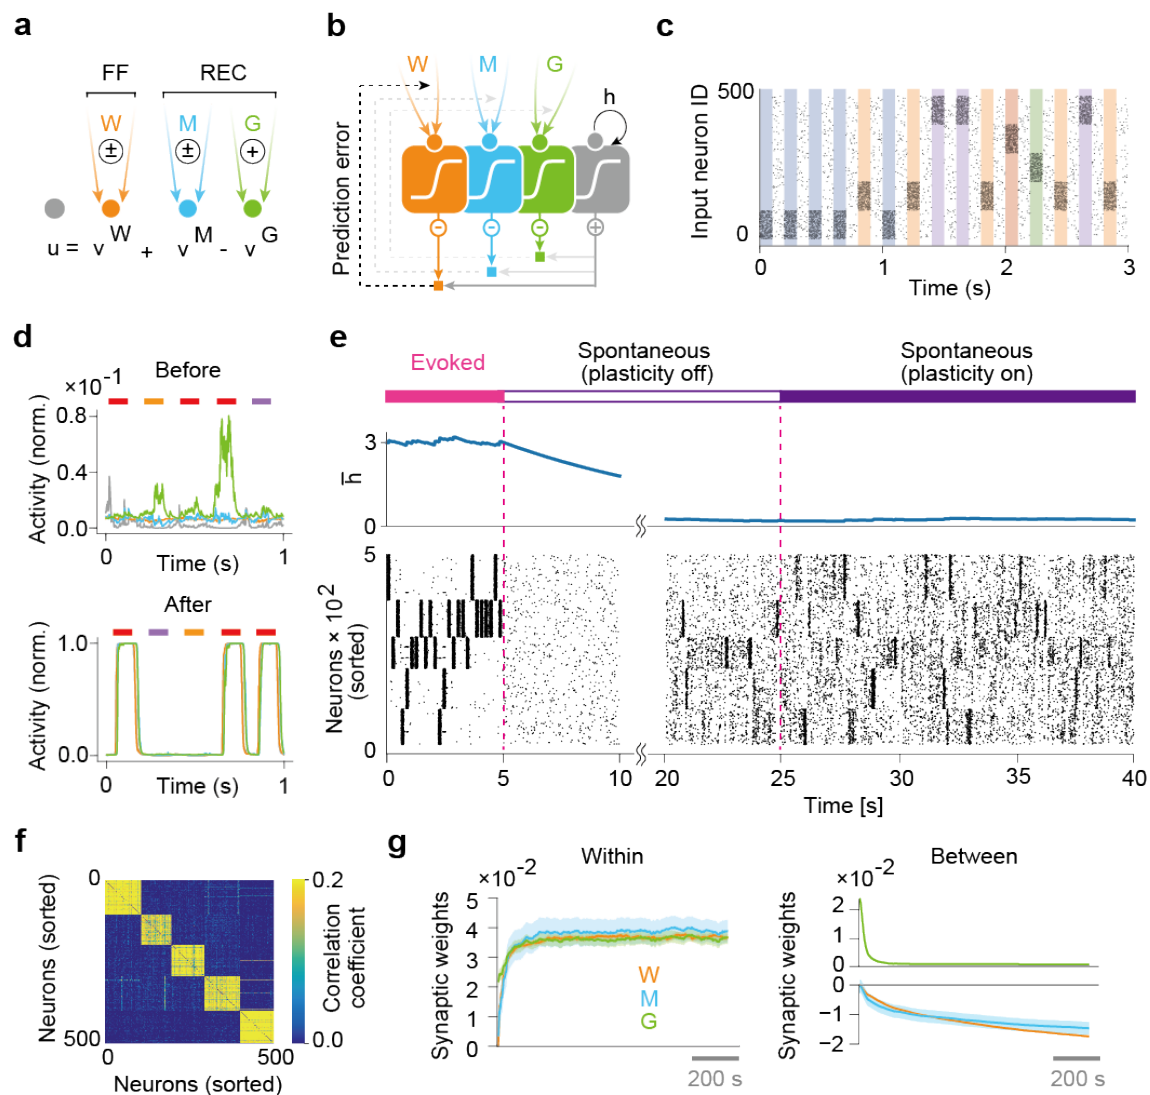 a
FF
REC
W
M
G
±
±
+
u = v^W + v^M - v^G
b
W
M
G
h
Prediction error
-
-
-
+
c
Input neuron ID
500
0
0
1
2
3
Time (s)
d
Before
×10^-1
Activity (norm.)
0.8
0.4
0.0
0
1
Time (s)
After
Activity (norm.)
1.0
0.0
0
1
Time (s)
e
Evoked
Spontaneous
(plasticity off)
Spontaneous
(plasticity on)
h̅
3
0
Neurons × 10^2
(sorted)
5
0
0
5
10
20
25
30
35
40
Time [s]
f
Neurons (sorted)
0
500
0
500
Neurons (sorted)
0.2
0.0
Correlation
coefficient
g
Within
×10^-2
Synaptic weights
5
4
3
2
1
0
W
M
G
200 s
Between
×10^-2
Synaptic weights
2
1
0
0
−1
−2
200 s